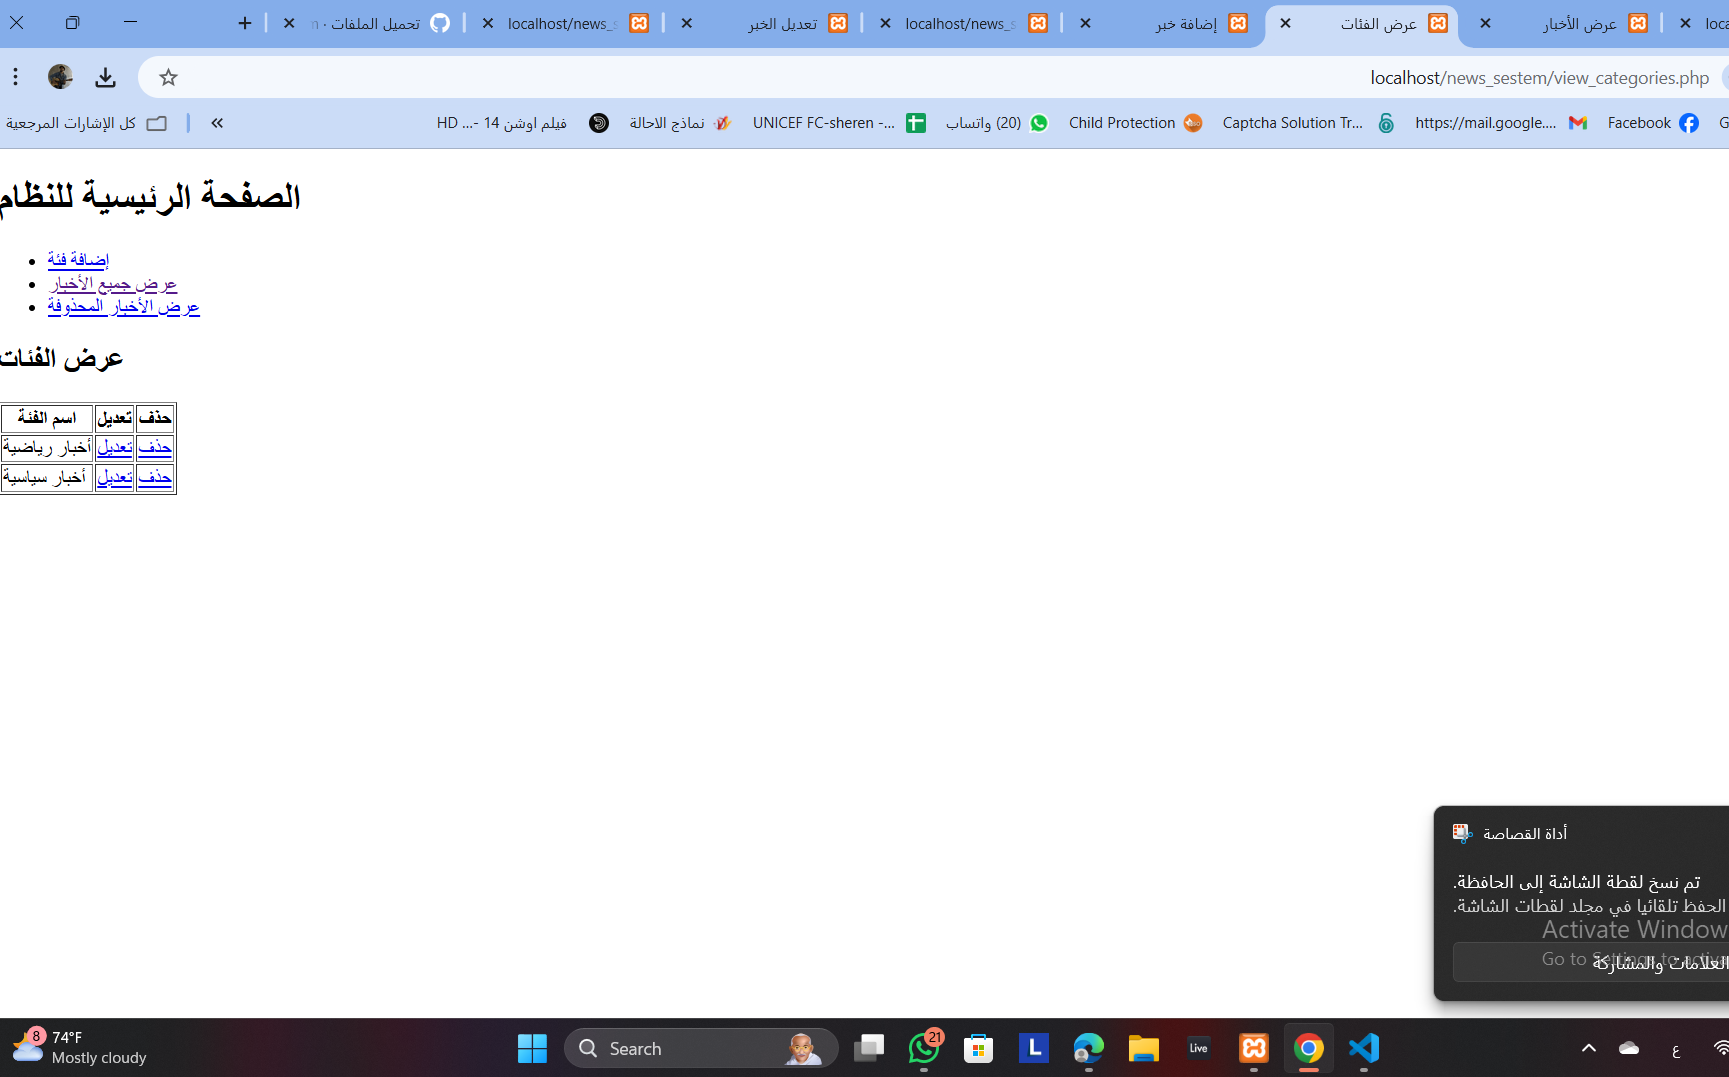 تحميل الملفات ·
localhost/news_s
تعديل الخبر
localhost/news_s
إضافة خبر
عرض الفئات
عرض الأخبار
loca
localhost/news_sestem/view_categories.php
كل الإشارات المرجعية
»
فيلم اوشن 14 -... HD
نماذج الاحالة
UNICEF FC-sheren -...
(20) واتساب
Child Protection
Captcha Solution Tr...
https://mail.google....
Facebook
G
الصفحة الرئيسية للنظام
إضافة فئة
عرض جميع الأخبار
عرض الأخبار المحذوفة
عرض الفئات
اسم الفئة تعديل حذف
أخبار رياضية تعديل حذف
أخبار سياسية تعديل حذف
أداة القصاصة
تم نسخ لقطة الشاشة إلى الحافظة.
الحفظ تلقائيا في مجلد لقطات الشاشة.
Activate Window
Go to Settings to activa
العلامات والمشاركة
8
74°F
Mostly cloudy
Search
21
L
Live
ع